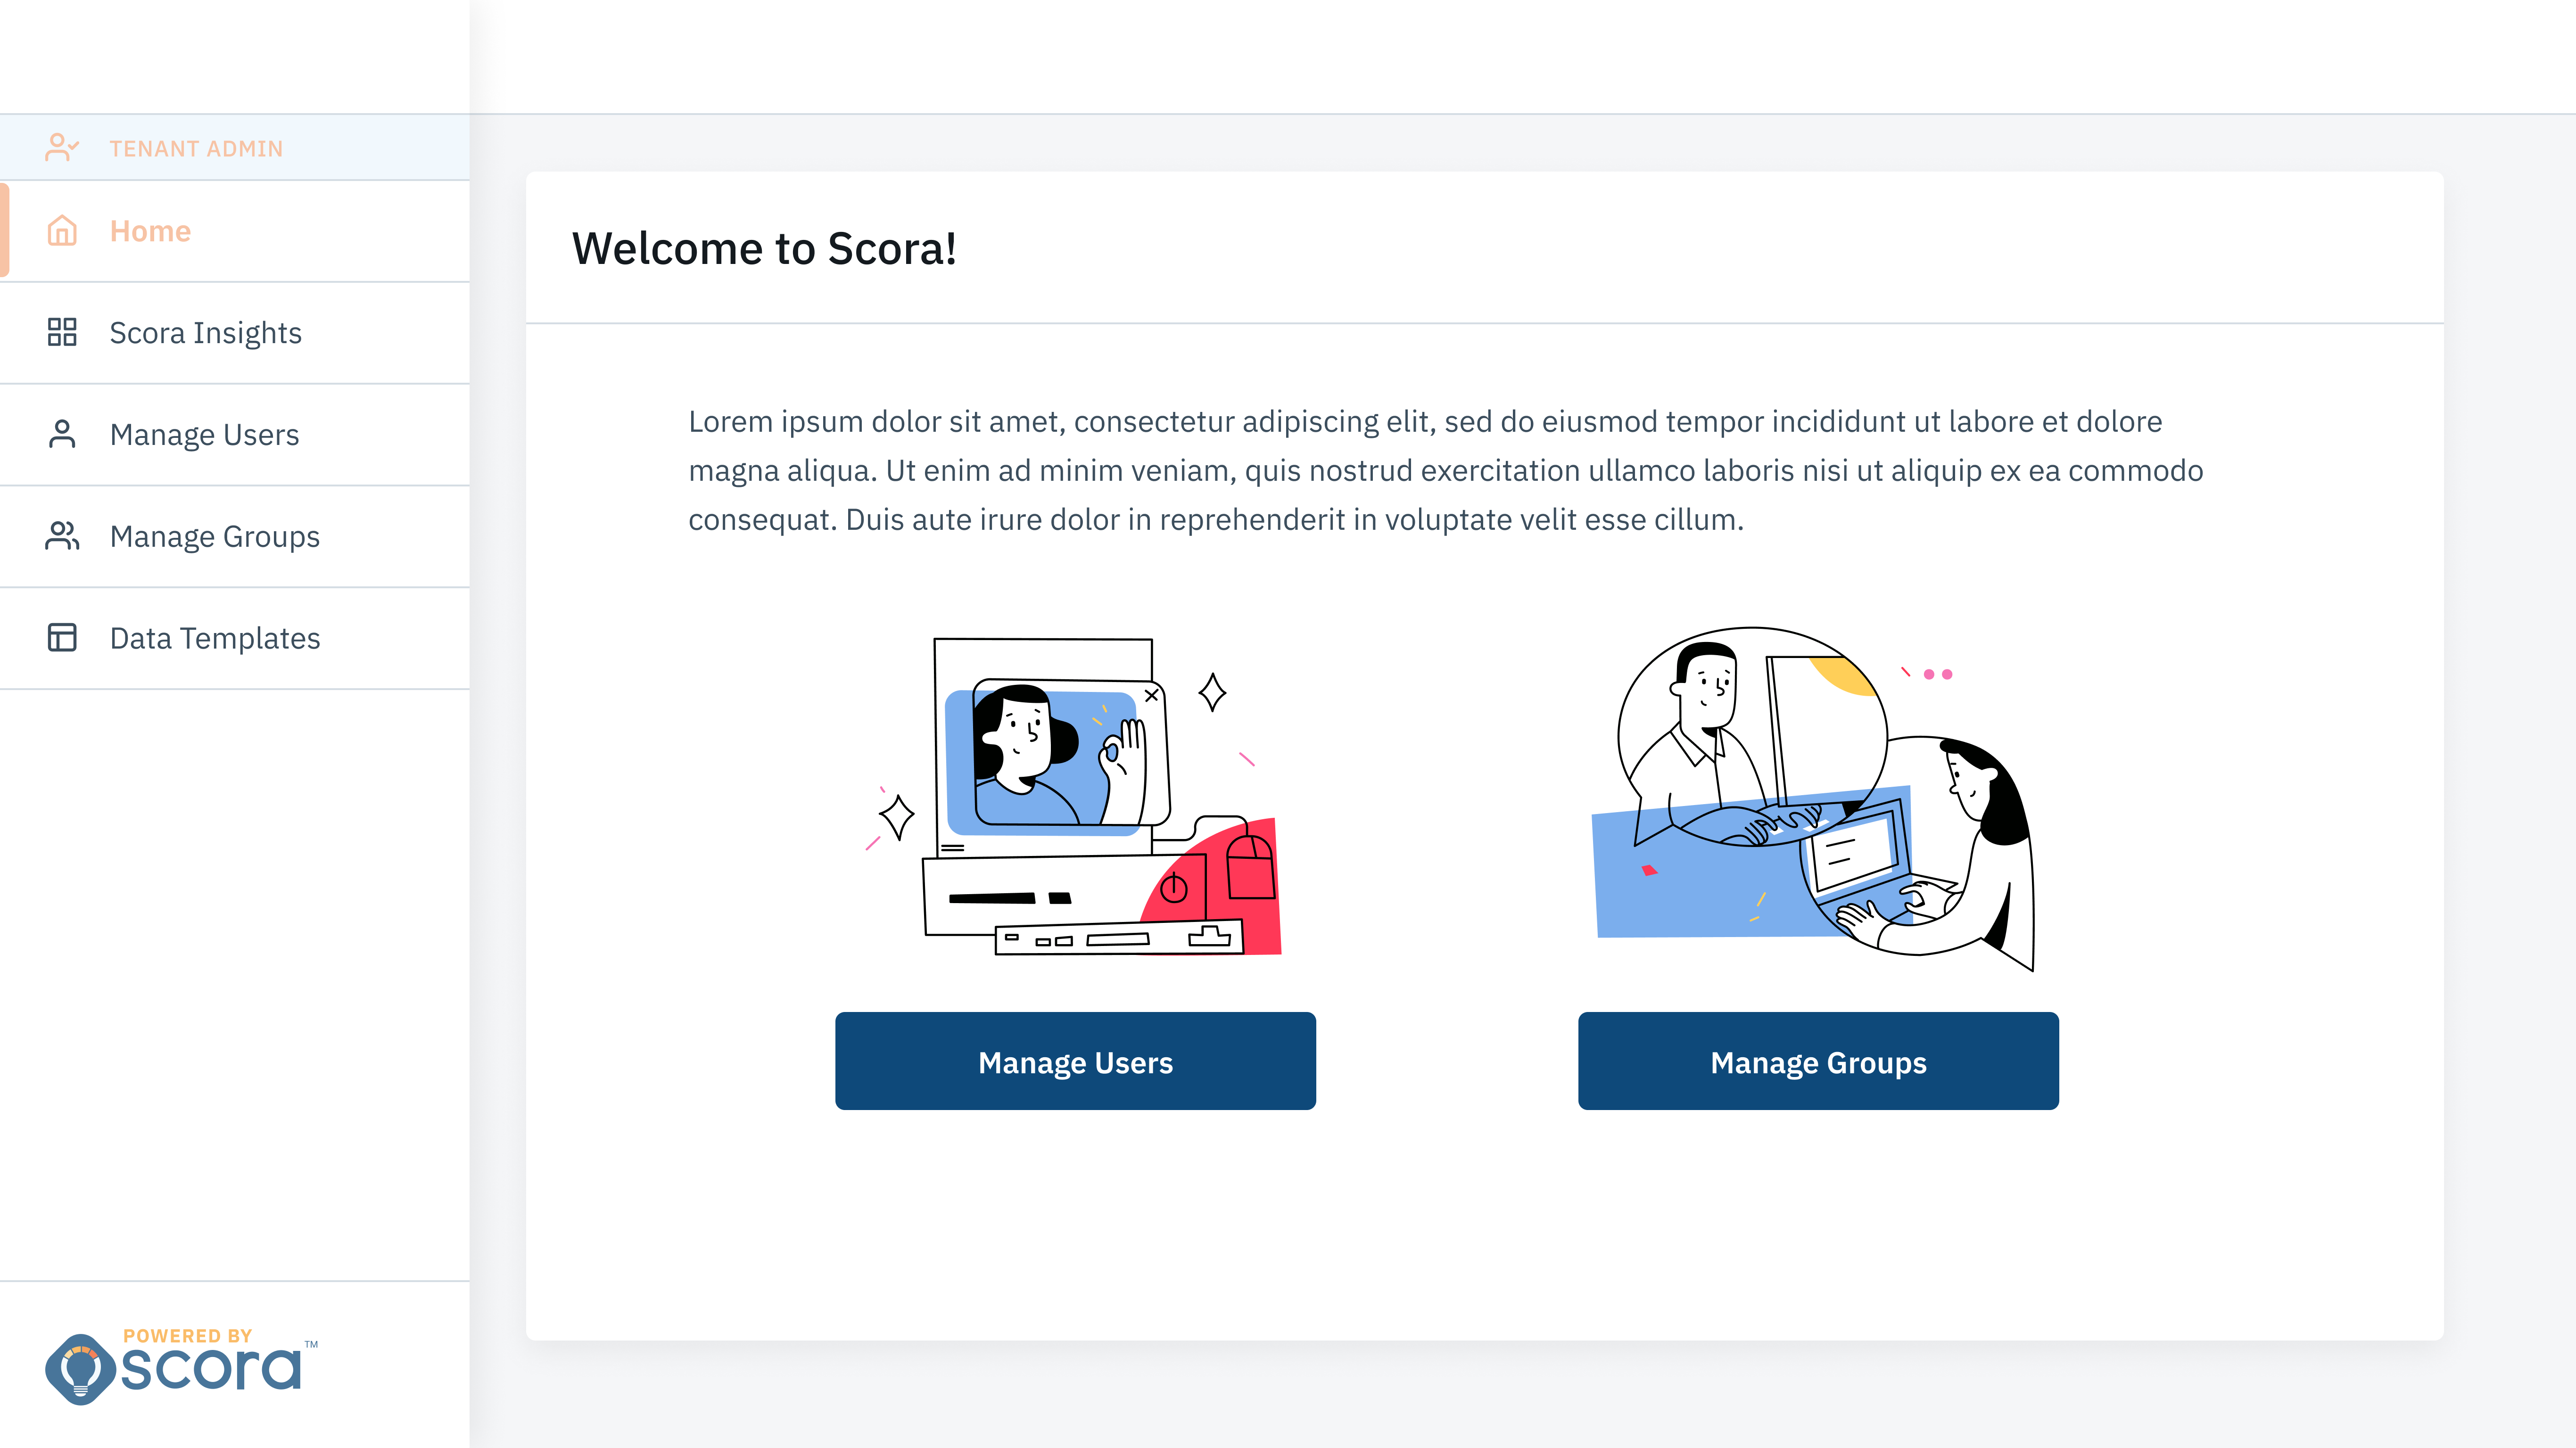 TENANT ADMIN
Home
Scora Insights
Manage Users
Manage Groups
Data Templates
POWERED BY
scora™
Welcome to Scora!
Lorem ipsum dolor sit amet, consectetur adipiscing elit, sed do eiusmod tempor incididunt ut labore et dolore
magna aliqua. Ut enim ad minim veniam, quis nostrud exercitation ullamco laboris nisi ut aliquip ex ea commodo
consequat. Duis aute irure dolor in reprehenderit in voluptate velit esse cillum.
Manage Users
Manage Groups